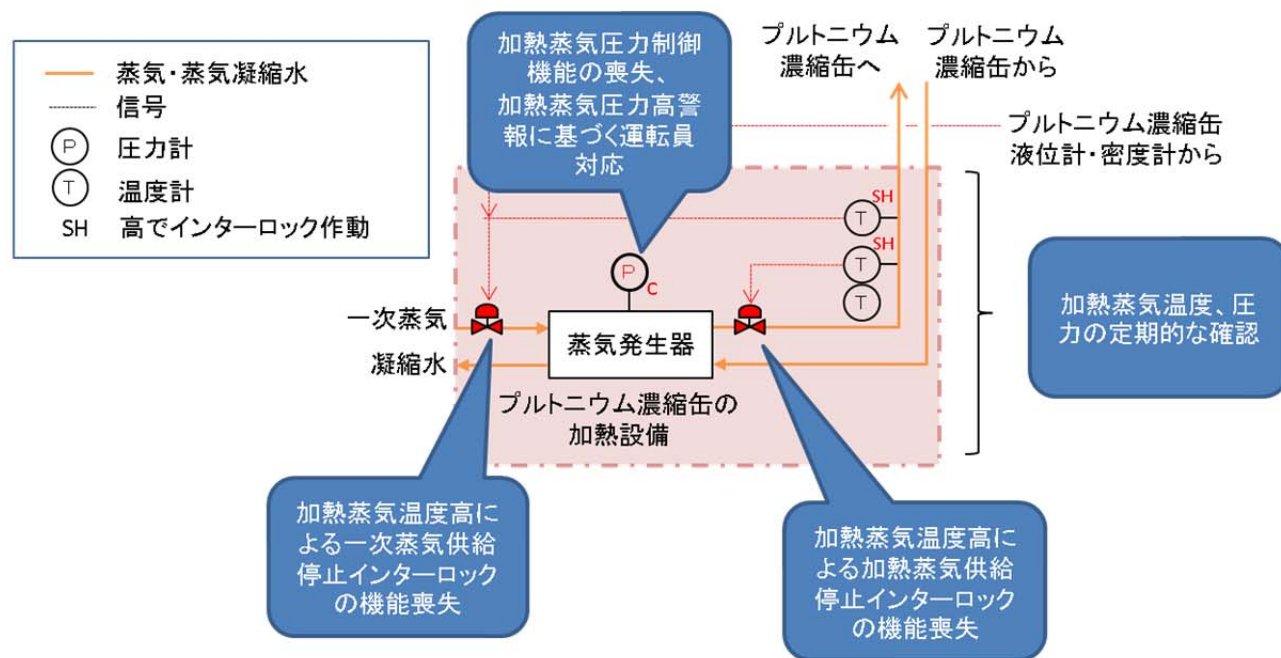 蒸気・蒸気凝縮水
信号
P
圧力計
T
温度計
SH
高でインターロック作動
加熱蒸気圧力制御
機能の喪失、
加熱蒸気圧力高警
報に基づく運転員
対応
プルトニウム
濃縮缶へ
プルトニウム
濃縮缶から
プルトニウム濃縮缶
液位計・密度計から
T
SH
T
SH
T
P
C
一次蒸気
凝縮水
蒸気発生器
プルトニウム濃縮缶の
加熱設備
加熱蒸気温度、圧
力の定期的な確認
加熱蒸気温度高に
よる一次蒸気供給
停止インターロック
の機能喪失
加熱蒸気温度高に
よる加熱蒸気供給
停止インターロック
の機能喪失